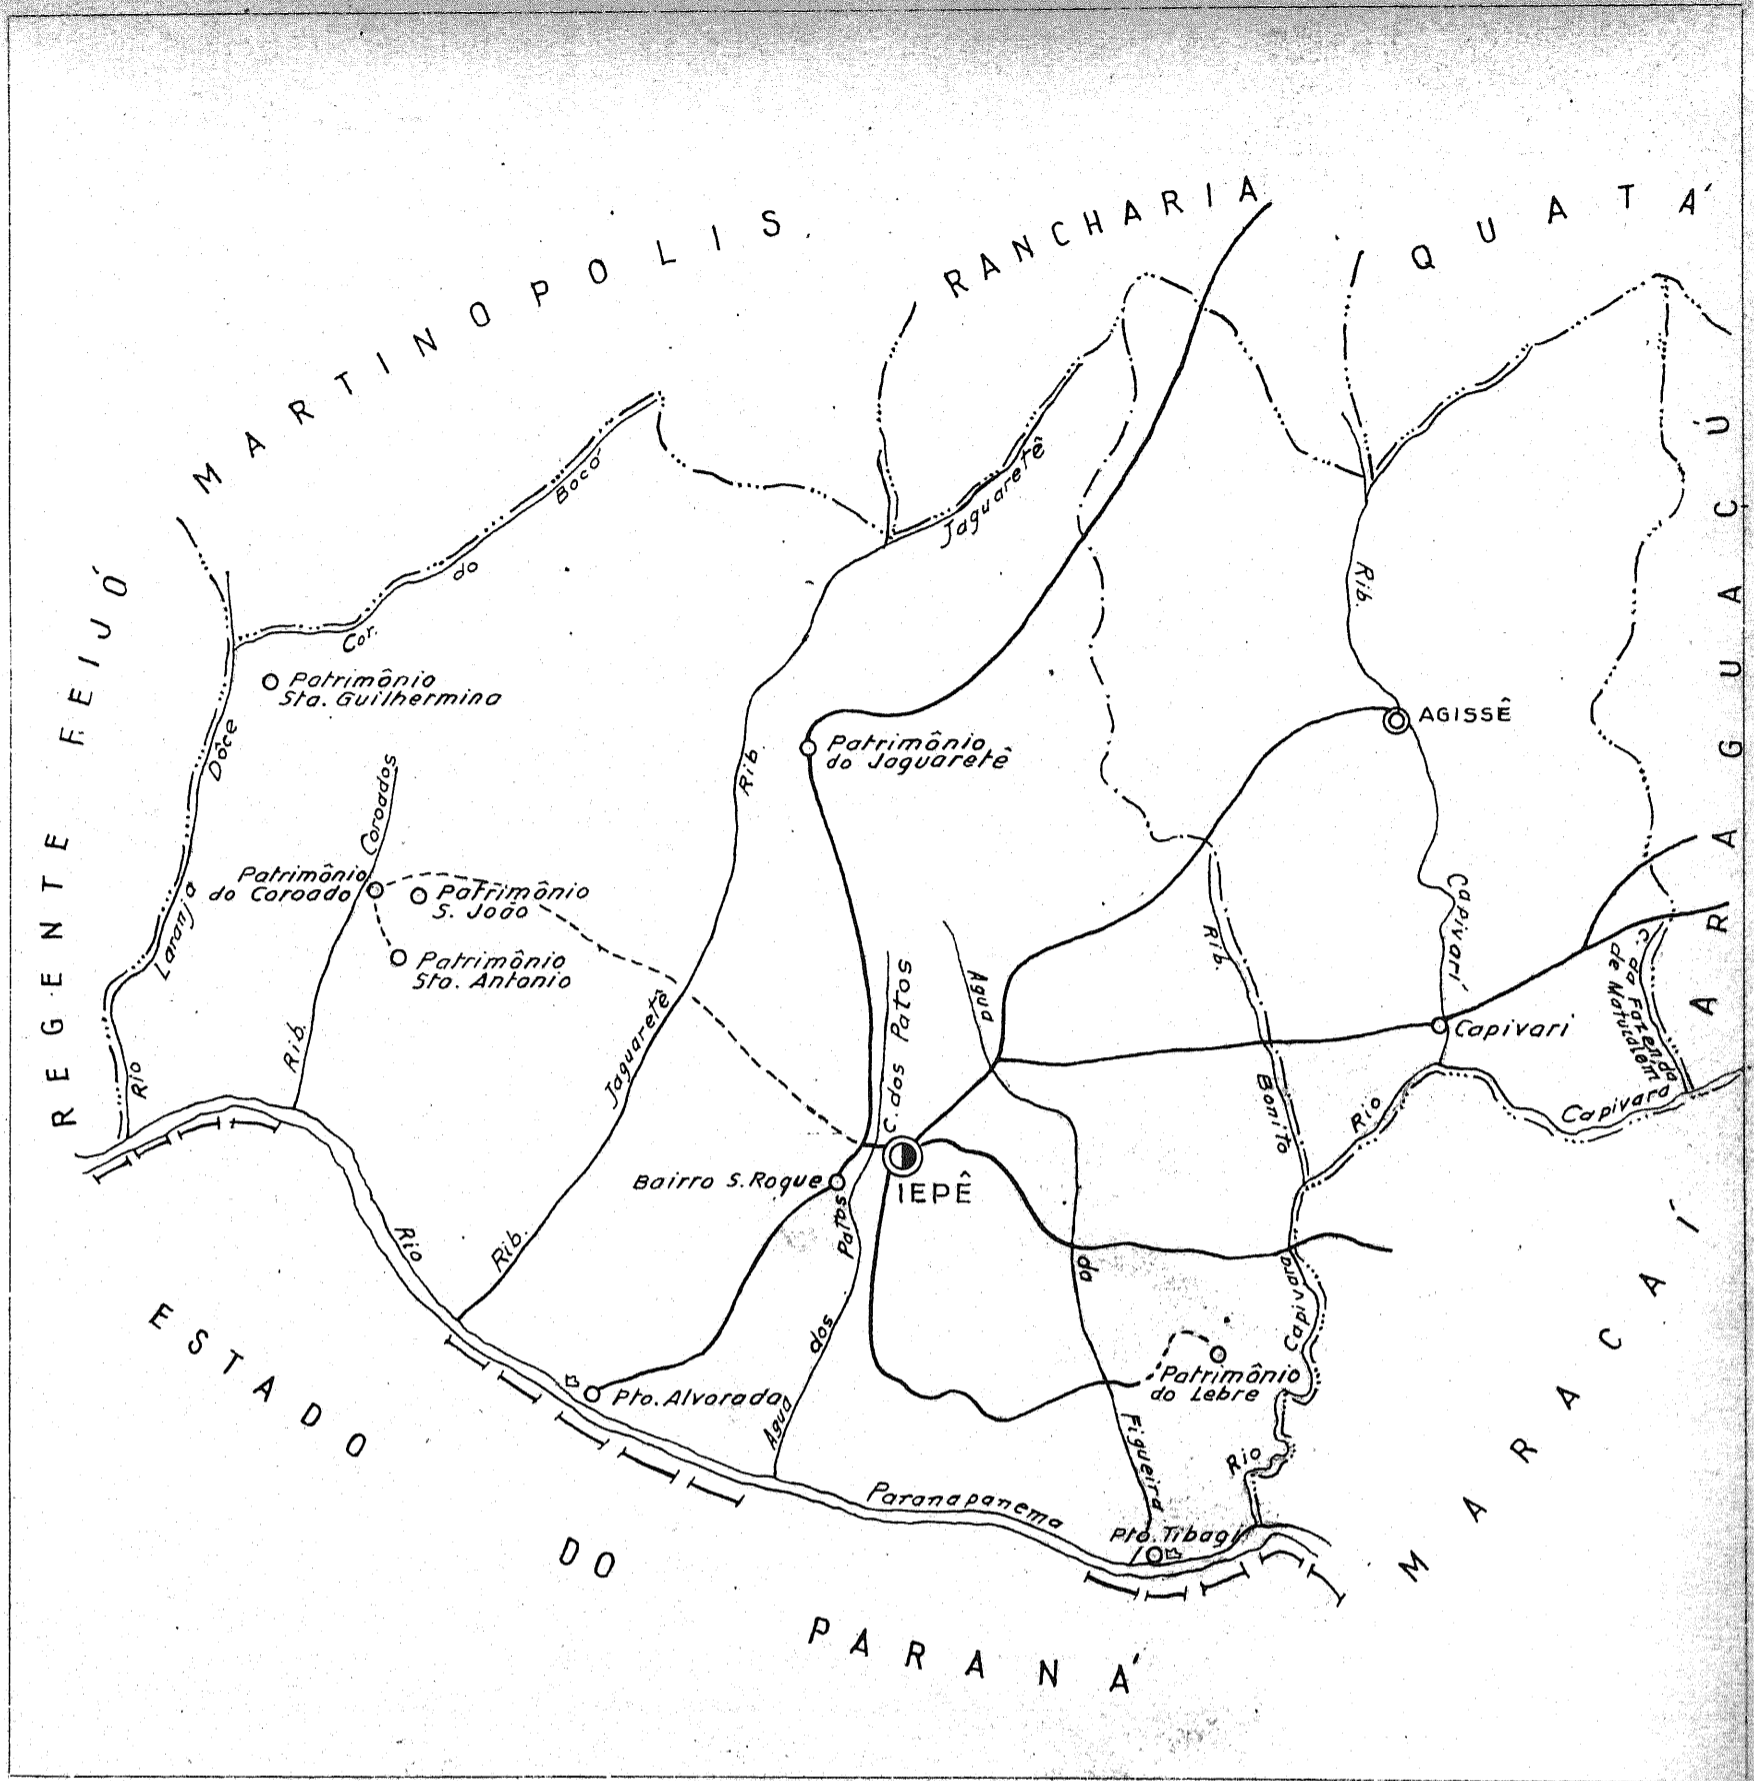 MARTINOPOLIS
RANCHARIA
QUATÁ
REGENTE FEIJÓ
ARAGUACÚ
MARACAÍ
ESTADO
DO
PARANÁ
Cor. do Bocó
Jaguaretê
Rib.
Patrimônio
Sta. Guilhermina
Dôce
Laranja
Rio
Coroados
Rib.
Patrimônio
do Coroado
Patrimônio
S. João
Patrimônio
Sto. Antonio
Rib.
Jaguaretê
Rib.
Patrimônio
do Jaguaretê
AGISSÊ
Capivari
Capivari
C. da Fazenda
de Matucalem
Capivara
Rio
Rib.
Bonito
Agua
da
Figueira
C. dos Patos
IEPÊ
Bairro S. Roque
Patos
dos
Agua
Rio
Pto. Alvorada
Paranapanema
Patrimônio
do Lebre
Capivara
Rio
Pto. Tibagi